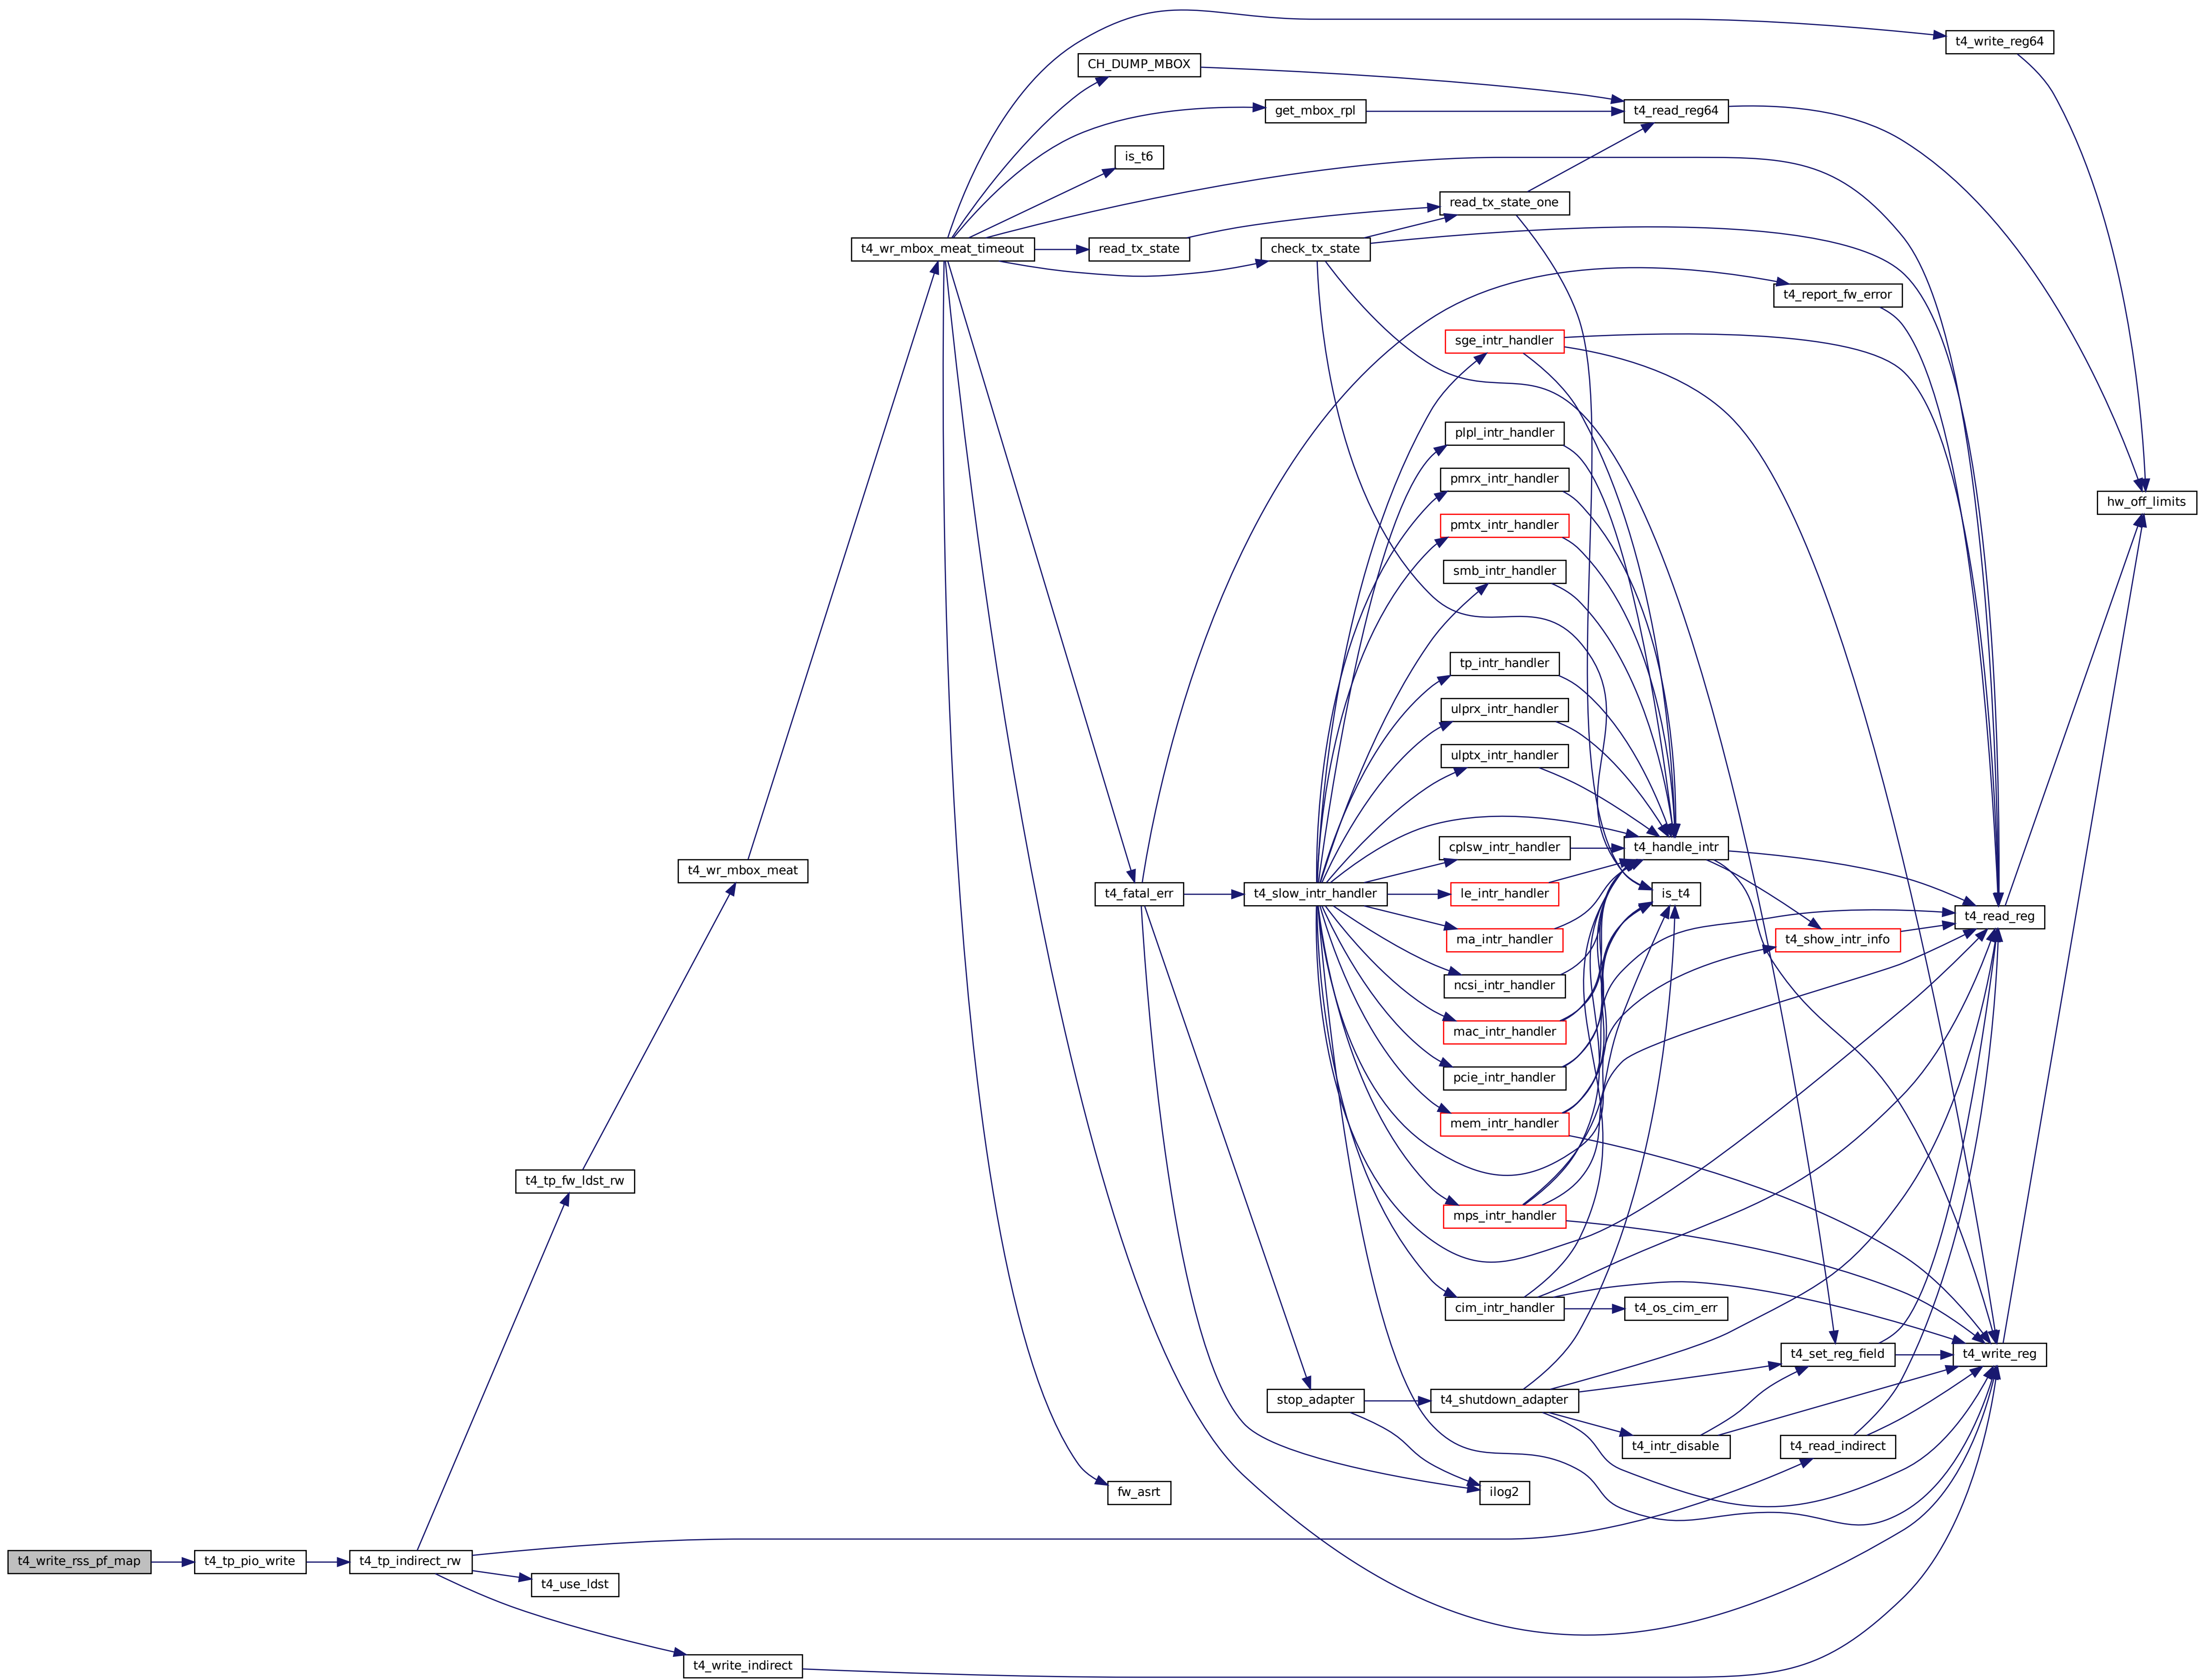 t4_write_reg64
CH_DUMP_MBOX
get_mbox_rpl
t4_read_reg64
is_t6
read_tx_state_one
t4_wr_mbox_meat_timeout
read_tx_state
check_tx_state
t4_report_fw_error
sge_intr_handler
plpl_intr_handler
pmrx_intr_handler
hw_off_limits
pmtx_intr_handler
smb_intr_handler
tp_intr_handler
ulprx_intr_handler
ulptx_intr_handler
cplsw_intr_handler
t4_handle_intr
t4_wr_mbox_meat
t4_fatal_err
t4_slow_intr_handler
le_intr_handler
is_t4
t4_read_reg
ma_intr_handler
t4_show_intr_info
ncsi_intr_handler
mac_intr_handler
pcie_intr_handler
mem_intr_handler
t4_tp_fw_ldst_rw
mps_intr_handler
cim_intr_handler
t4_os_cim_err
t4_set_reg_field
t4_write_reg
stop_adapter
t4_shutdown_adapter
t4_intr_disable
t4_read_indirect
fw_asrt
ilog2
t4_write_rss_pf_map
t4_tp_pio_write
t4_tp_indirect_rw
t4_use_ldst
t4_write_indirect